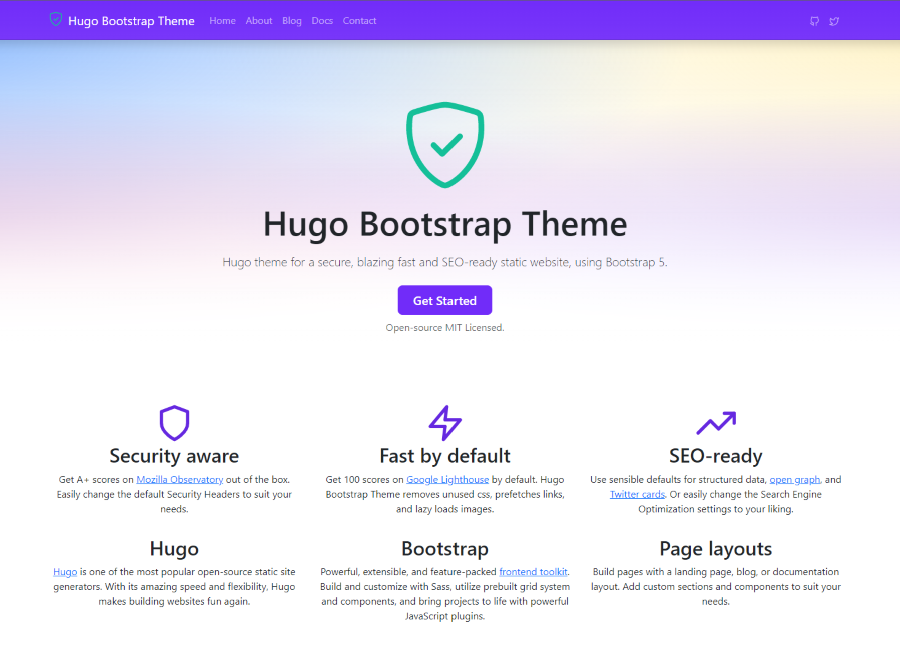 Hugo Bootstrap Theme Home About Blog Docs Contact
Hugo Bootstrap Theme
Hugo theme for a secure, blazing fast and SEO-ready static website, using Bootstrap 5.
Get Started
Open-source MIT Licensed.
Security aware
Get A+ scores on Mozilla Observatory out of the box.
Easily change the default Security Headers to suit your
needs.
Fast by default
Get 100 scores on Google Lighthouse by default. Hugo
Bootstrap Theme removes unused css, prefetches links,
and lazy loads images.
SEO-ready
Use sensible defaults for structured data, open graph, and
Twitter cards. Or easily change the Search Engine
Optimization settings to your liking.
Hugo
Hugo is one of the most popular open-source static site
generators. With its amazing speed and flexibility, Hugo
makes building websites fun again.
Bootstrap
Powerful, extensible, and feature-packed frontend toolkit.
Build and customize with Sass, utilize prebuilt grid system
and components, and bring projects to life with powerful
JavaScript plugins.
Page layouts
Build pages with a landing page, blog, or documentation
layout. Add custom sections and components to suit your
needs.